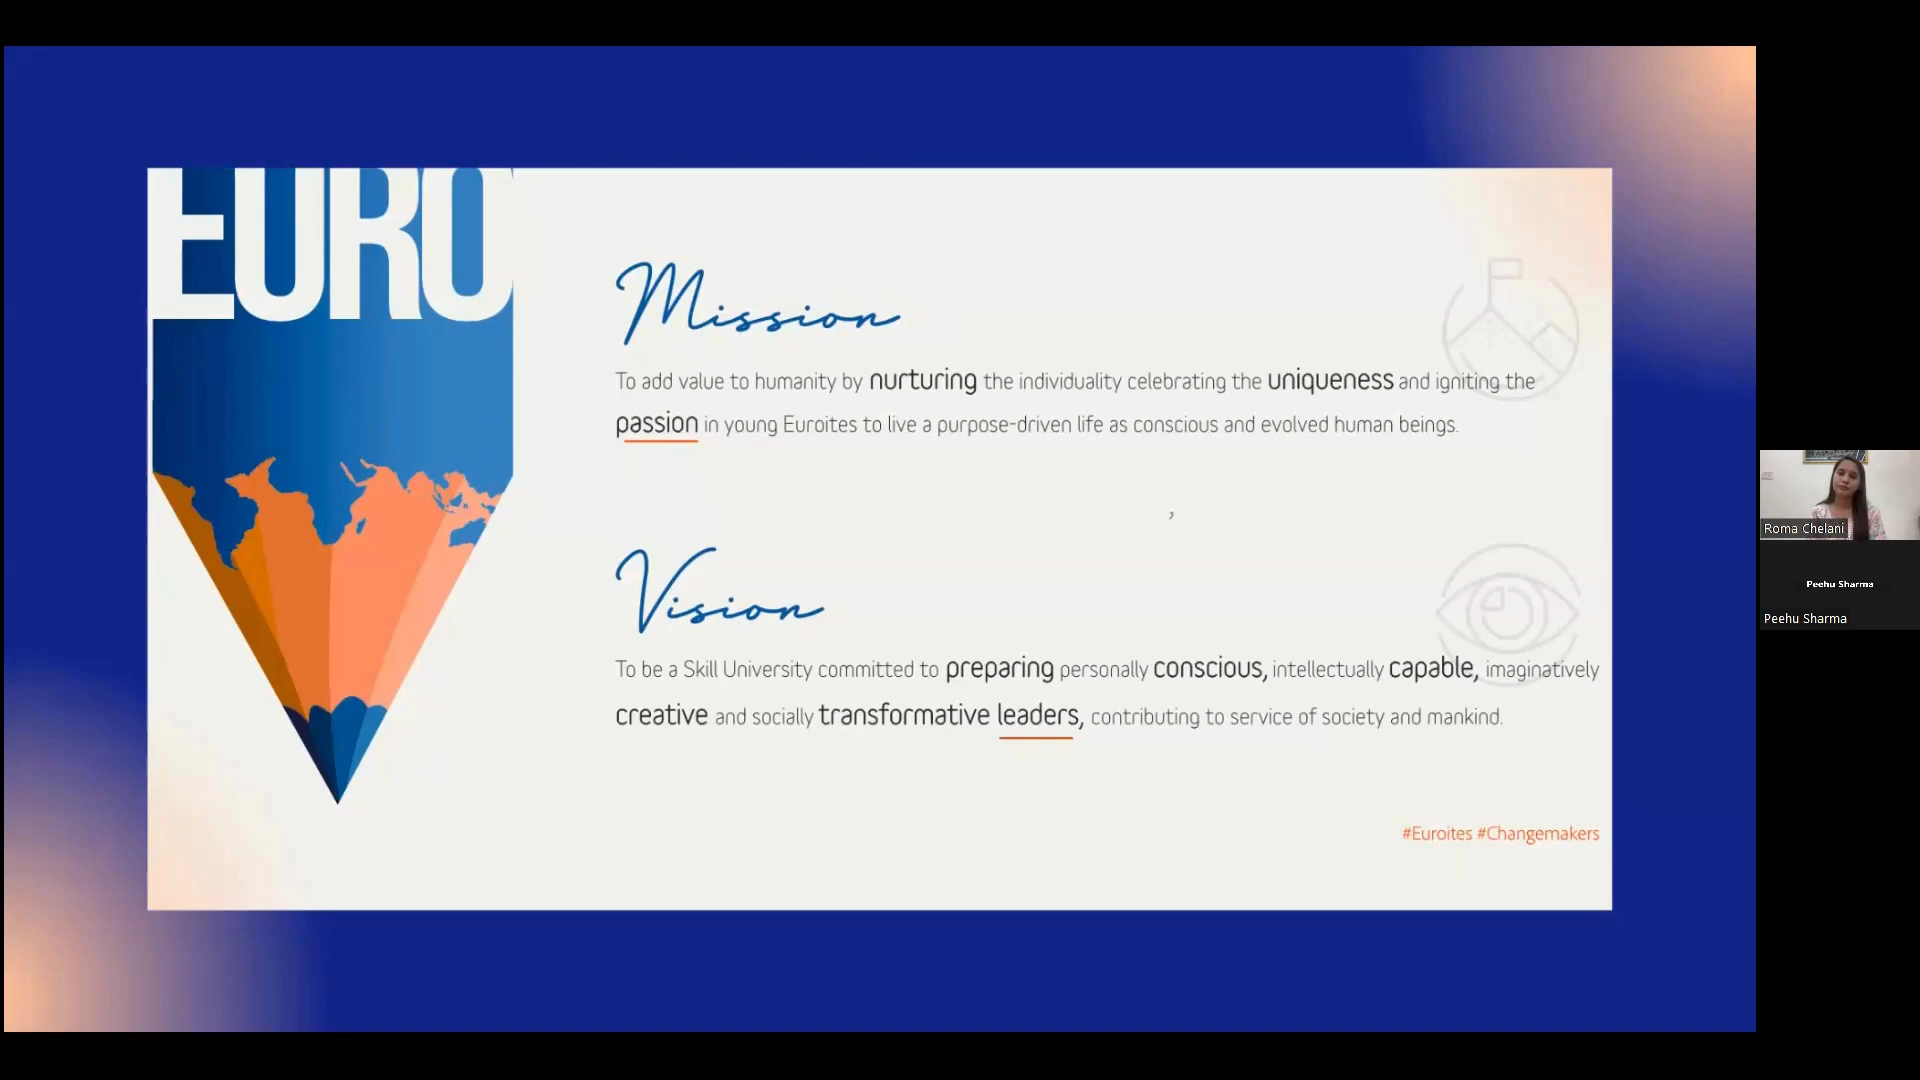 EURO
Mission
To add value to humanity by nurturing the individuality celebrating the uniqueness and igniting the
passion in young Euroites to live a purpose-driven life as conscious and evolved human beings.
,
Vision
To be a Skill University committed to preparing personally conscious, intellectually capable, imaginatively
creative and socially transformative leaders, contributing to service of society and mankind.
#Euroites #Changemakers
Roma Chelani
Peehu Sharma
Peehu Sharma